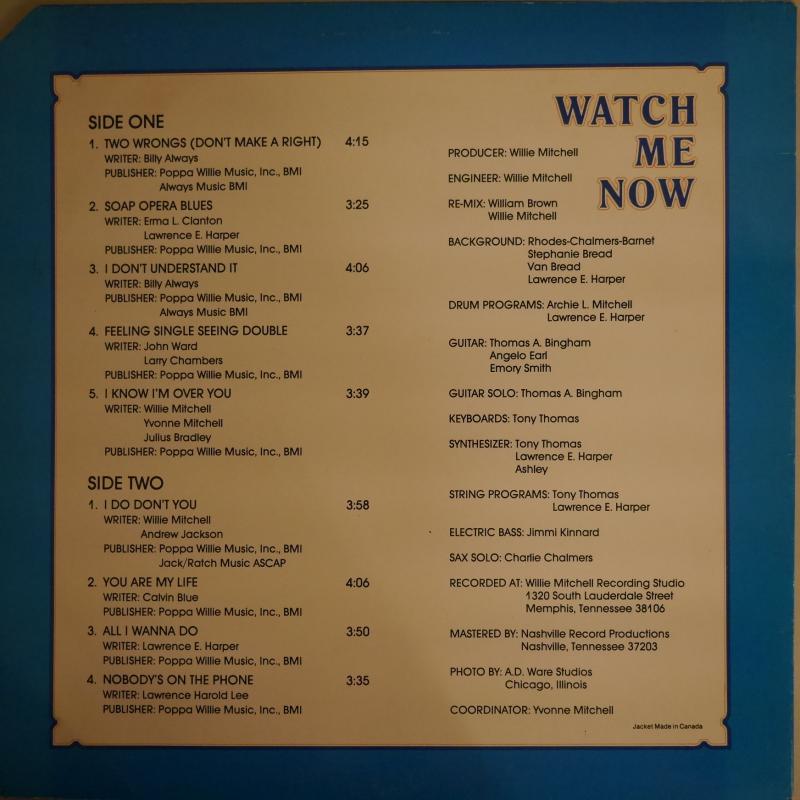 SIDE ONE
1. TWO WRONGS (DON'T MAKE A RIGHT) 4:15
WRITER: Billy Always
PUBLISHER: Poppa Willie Music, Inc., BMI
Always Music BMI
2. SOAP OPERA BLUES 3:25
WRITER: Erma L. Clanton
Lawrence E. Harper
PUBLISHER: Poppa Willie Music, Inc., BMI
3. I DON'T UNDERSTAND IT 4:06
WRITER: Billy Always
PUBLISHER: Poppa Willie Music, Inc., BMI
Always Music BMI
4. FEELING SINGLE SEEING DOUBLE 3:37
WRITER: John Ward
Larry Chambers
PUBLISHER: Poppa Willie Music, Inc., BMI
5. I KNOW I'M OVER YOU 3:39
WRITER: Willie Mitchell
Yvonne Mitchell
Julius Bradley
PUBLISHER: Poppa Willie Music, Inc., BMI
SIDE TWO
1. I DO DON'T YOU 3:58
WRITER: Willie Mitchell
Andrew Jackson
PUBLISHER: Poppa Willie Music, Inc., BMI
Jack/Ratch Music ASCAP
2. YOU ARE MY LIFE 4:06
WRITER: Calvin Blue
PUBLISHER: Poppa Willie Music, Inc., BMI
3. ALL I WANNA DO 3:50
WRITER: Lawrence E. Harper
PUBLISHER: Poppa Willie Music, Inc., BMI
4. NOBODY'S ON THE PHONE 3:35
WRITER: Lawrence Harold Lee
PUBLISHER: Poppa Willie Music, Inc., BMI
WATCH
ME
NOW
PRODUCER: Willie Mitchell
ENGINEER: Willie Mitchell
RE-MIX: William Brown
Willie Mitchell
BACKGROUND: Rhodes-Chalmers-Barnet
Stephanie Bread
Van Bread
Lawrence E. Harper
DRUM PROGRAMS: Archie L. Mitchell
Lawrence E. Harper
GUITAR: Thomas A. Bingham
Angelo Earl
Emory Smith
GUITAR SOLO: Thomas A. Bingham
KEYBOARDS: Tony Thomas
SYNTHESIZER: Tony Thomas
Lawrence E. Harper
Ashley
STRING PROGRAMS: Tony Thomas
Lawrence E. Harper
ELECTRIC BASS: Jimmi Kinnard
SAX SOLO: Charlie Chalmers
RECORDED AT: Willie Mitchell Recording Studio
1320 South Lauderdale Street
Memphis, Tennessee 38106
MASTERED BY: Nashville Record Productions
Nashville, Tennessee 37203
PHOTO BY: A.D. Ware Studios
Chicago, Illinois
COORDINATOR: Yvonne Mitchell
Jacket Made in Canada